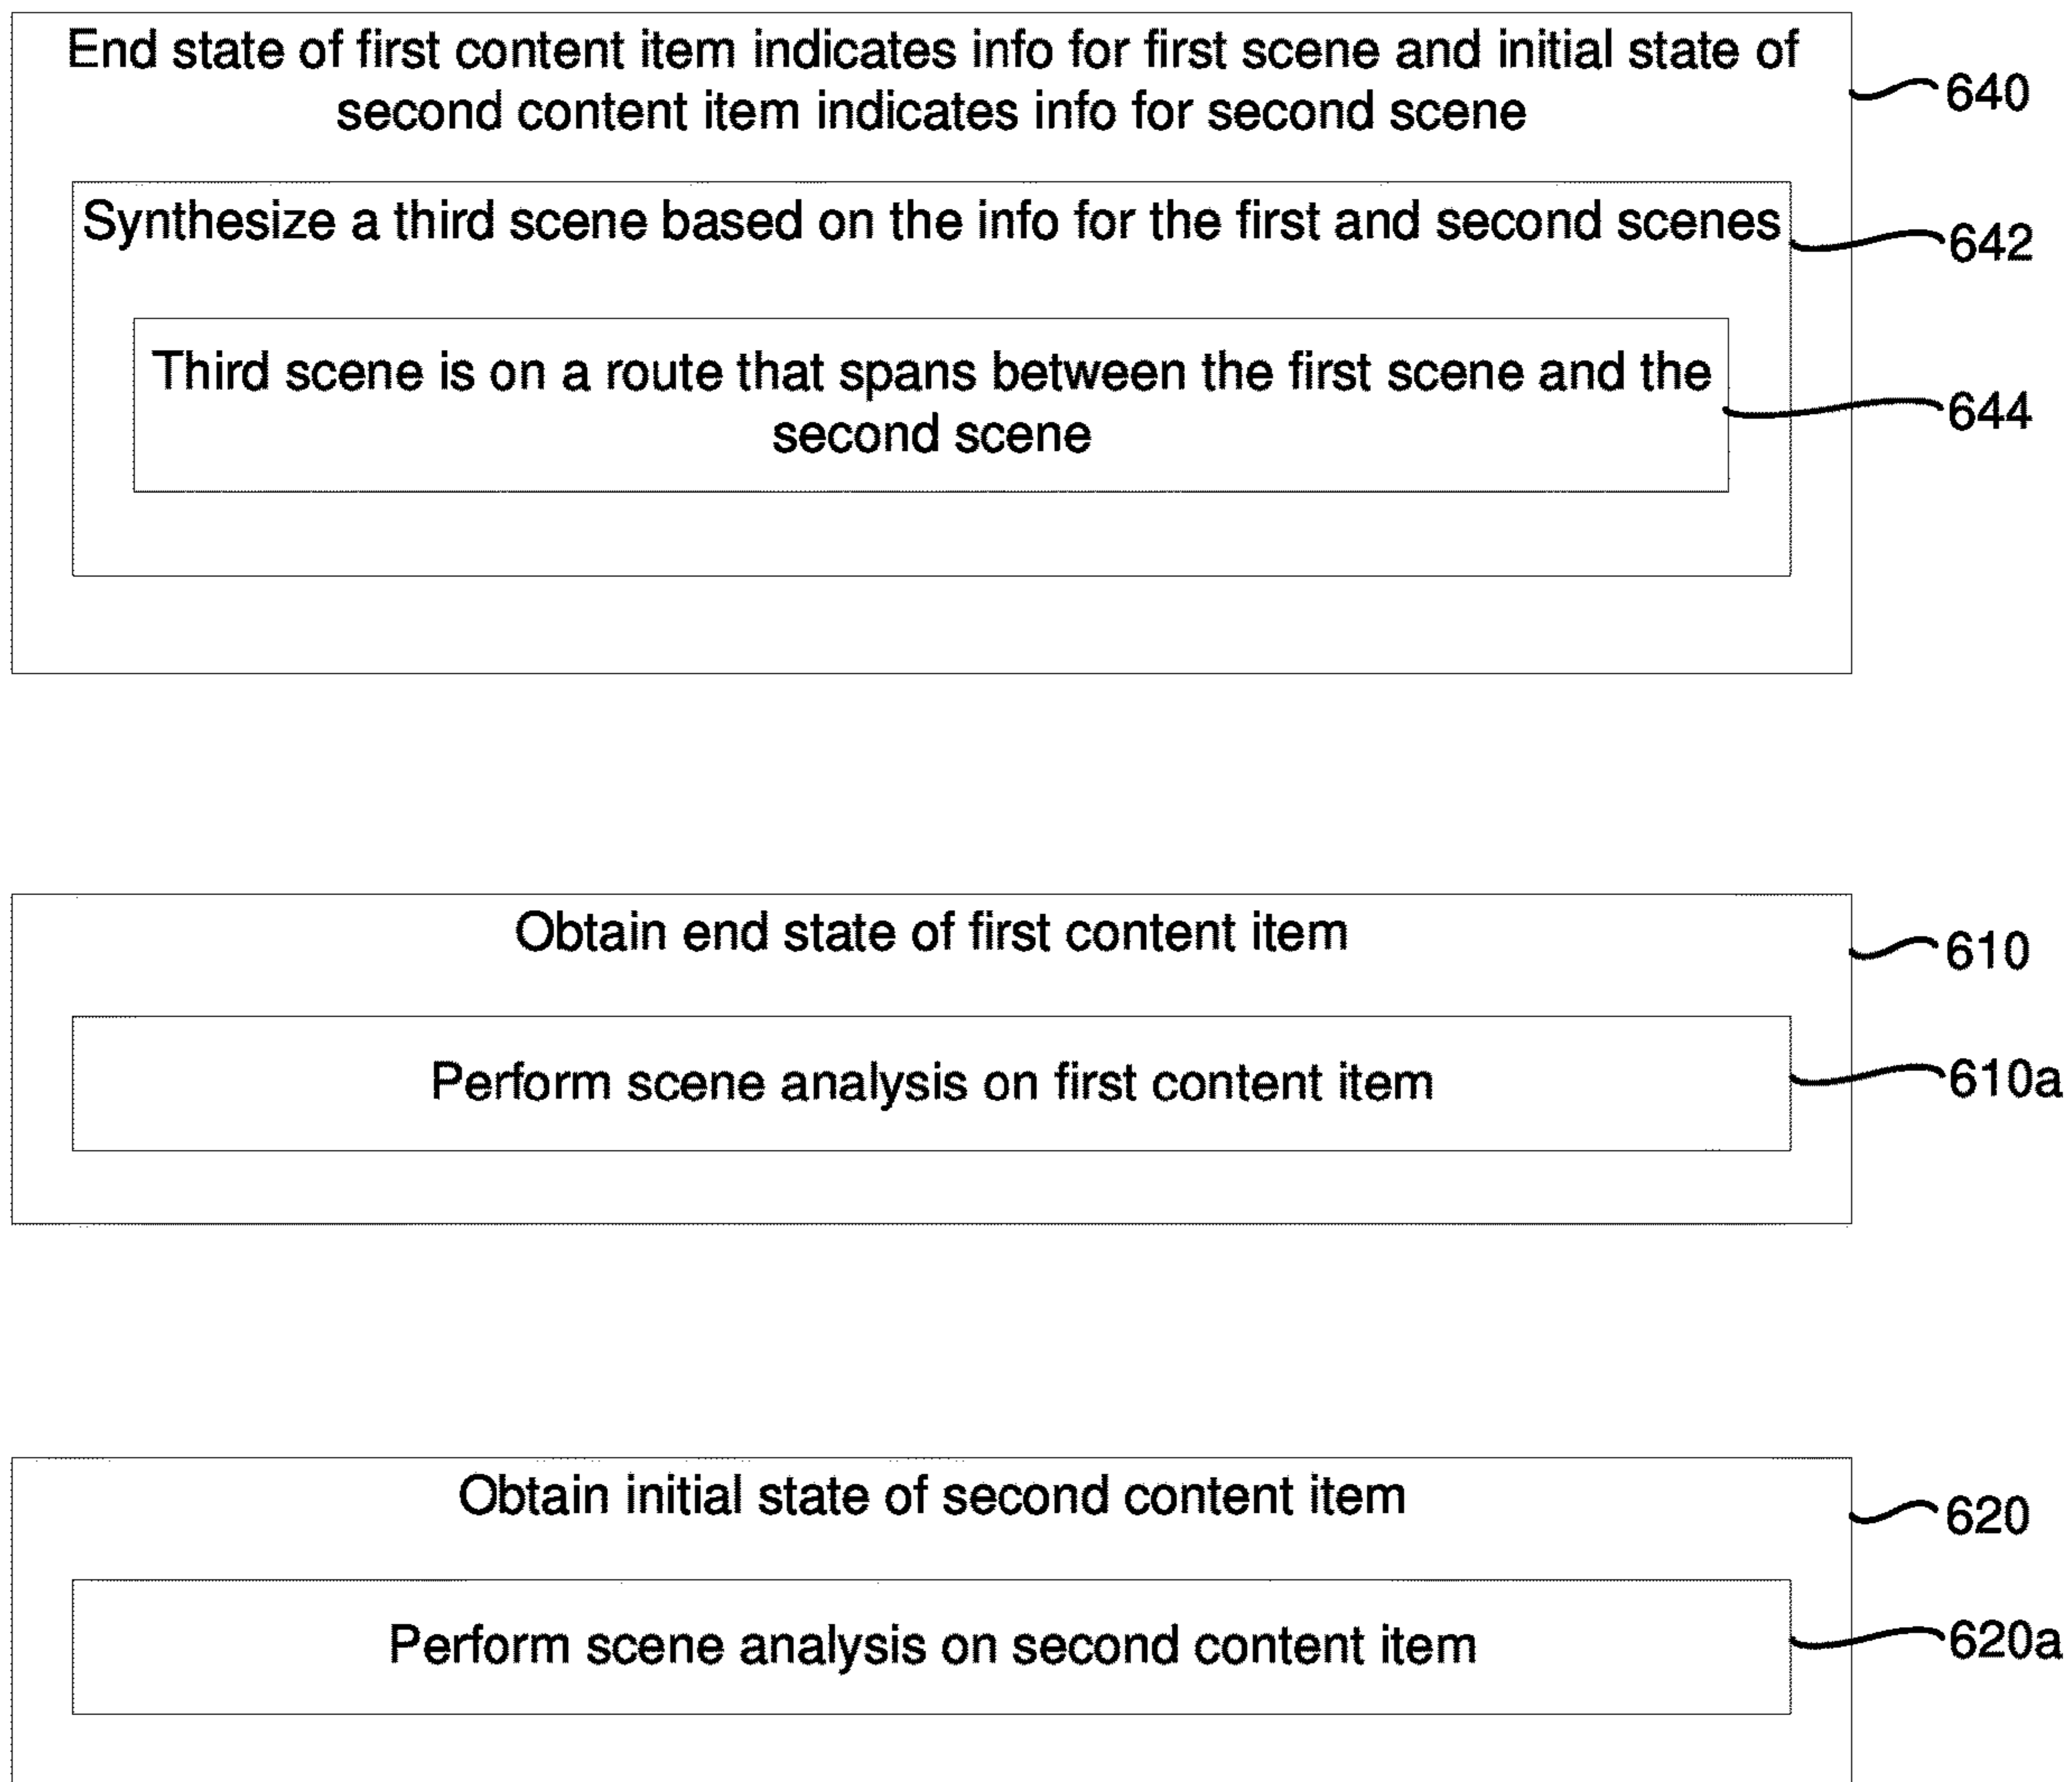 End state of first content item indicates info for first scene and initial state of
second content item indicates info for second scene
640
Synthesize a third scene based on the info for the first and second scenes
642
Third scene is on a route that spans between the first scene and the
second scene
644
Obtain end state of first content item
610
Perform scene analysis on first content item
610a
Obtain initial state of second content item
620
Perform scene analysis on second content item
620a